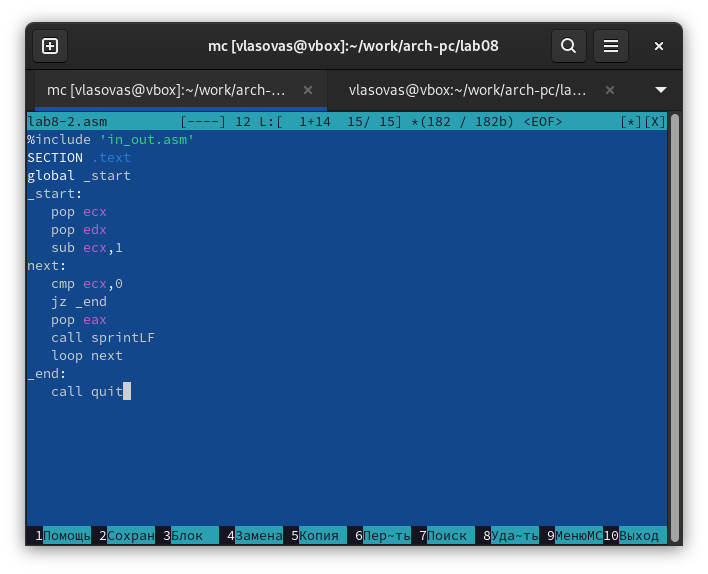 mc [vlasovas@vbox]:~/work/arch-pc/lab08
mc [vlasovas@vbox]:~/work/arch-... vlasovas@vbox:~/work/arch-pc/la...
lab8-2.asm [----] 12 L:[ 1+14 15/ 15] *(182 / 182b) <EOF> [*][X]
%include 'in_out.asm'
SECTION .text
global _start
_start:
pop ecx
pop edx
sub ecx,1
next:
cmp ecx,0
jz _end
pop eax
call sprintLF
loop next
_end:
call quit
1Помощь 2Сохран 3Блок 4Замена 5Копия 6Пер~ть 7Поиск 8Уда~ть 9МенюMC 10Выход